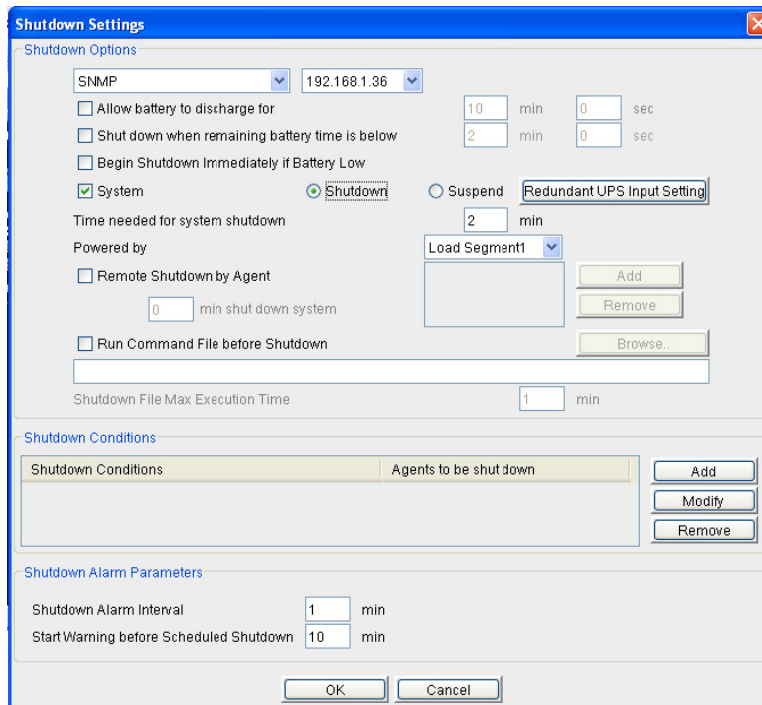 Shutdown Settings
Shutdown Options
SNMP 192.168.1.36
Allow battery to discharge for 10 min 0 sec
Shut down when remaining battery time is below 2 min 0 sec
Begin Shutdown Immediately if Battery Low
System Shutdown Suspend Redundant UPS Input Setting
Time needed for system shutdown 2 min
Powered by Load Segment1
Remote Shutdown by Agent Add
0 min shut down system Remove
Run Command File before Shutdown Browse..
Shutdown File Max Execution Time 1 min
Shutdown Conditions
Shutdown Conditions Agents to be shut down Add
Modify
Remove
Shutdown Alarm Parameters
Shutdown Alarm Interval 1 min
Start Warning before Scheduled Shutdown 10 min
OK Cancel